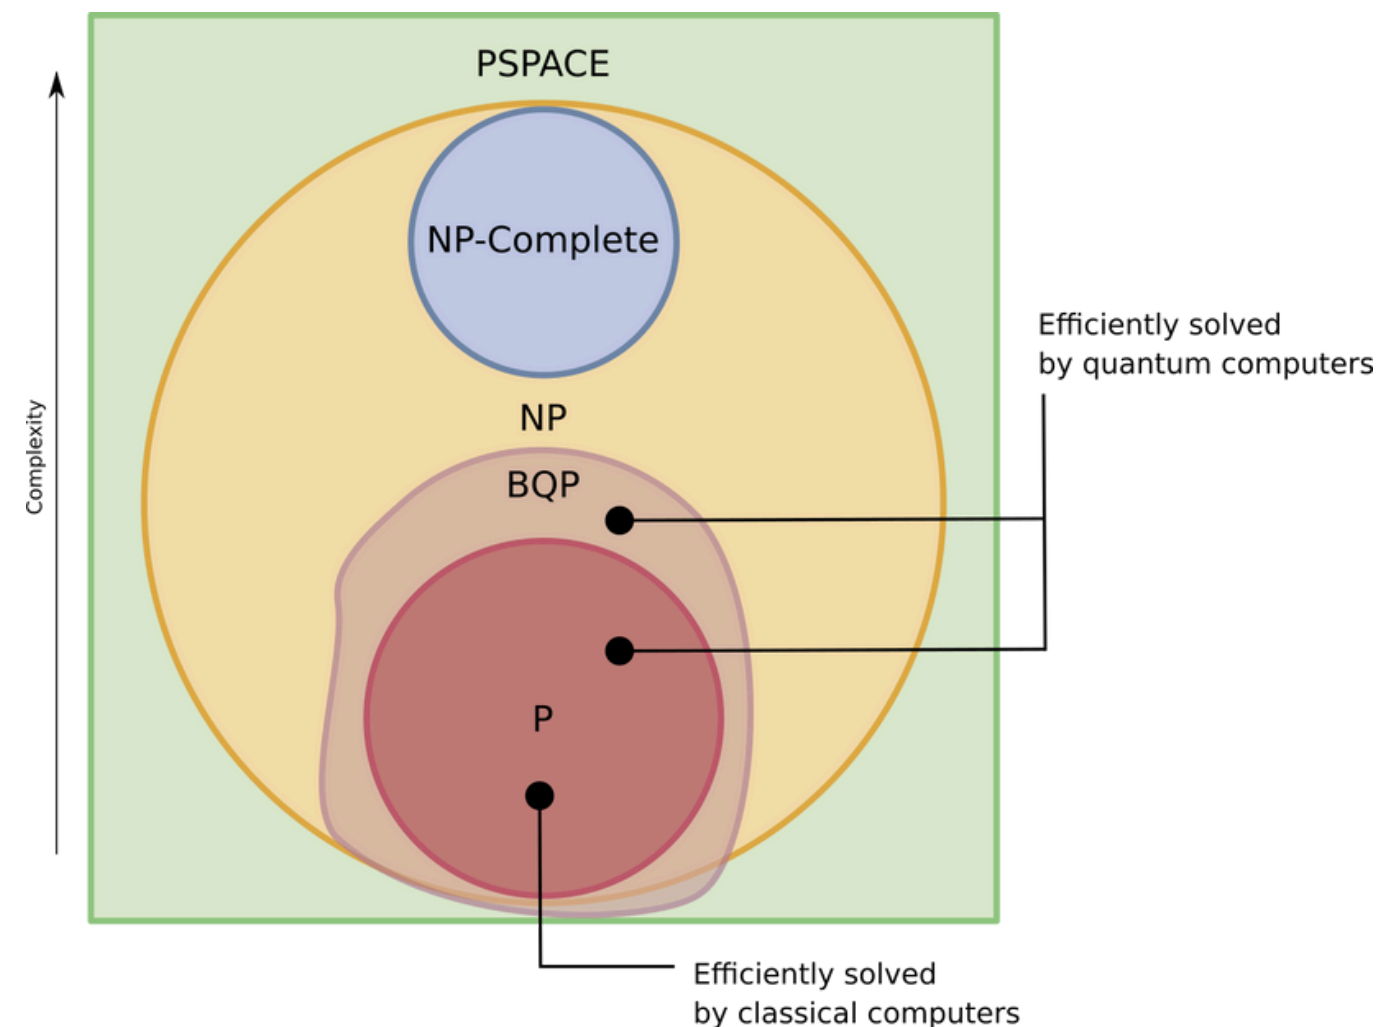 PSPACE
NP-Complete
Efficiently solved
by quantum computers
Complexity
NP
BQP
P
Efficiently solved
by classical computers